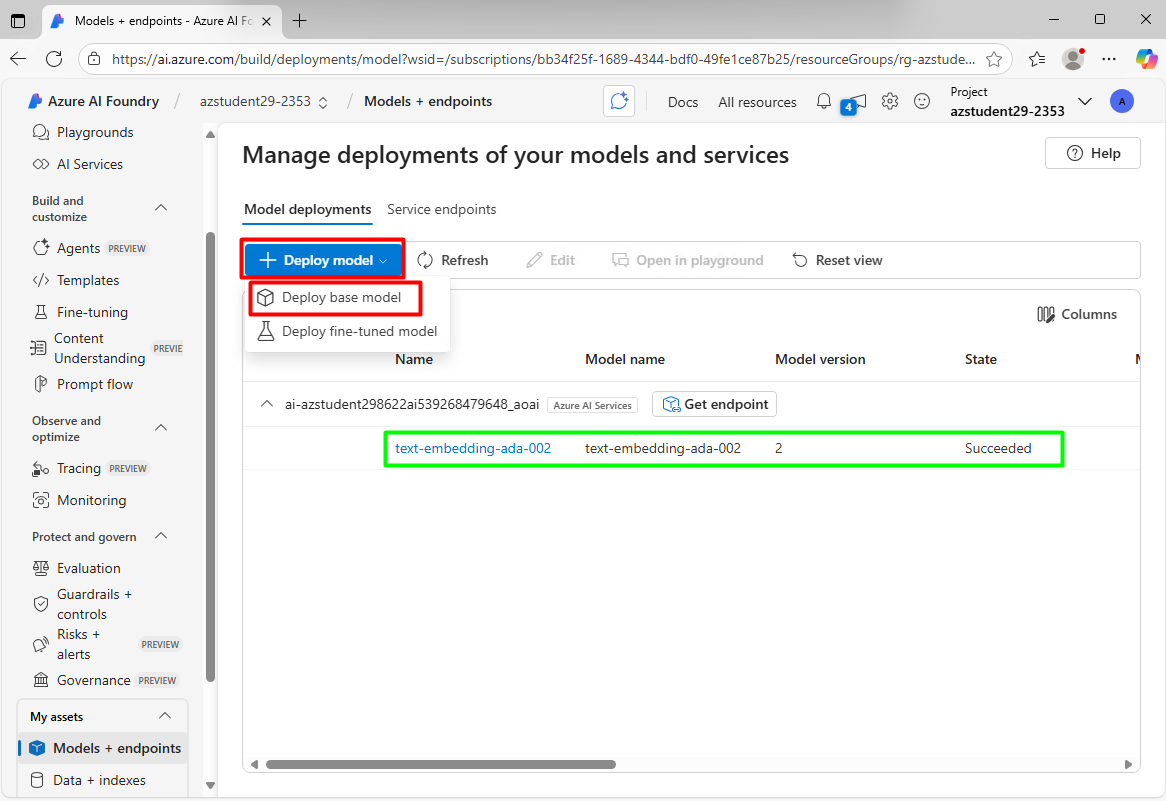 Models + endpoints - Azure AI Fo
https://ai.azure.com/build/deployments/model?wsid=/subscriptions/bb34f25f-1689-4344-bdf0-49fe1ce87b25/resourceGroups/rg-azstude...
Azure AI Foundry / azstudent29-2353 / Models + endpoints
Docs All resources
4
Project
azstudent29-2353
A
Playgrounds
AI Services
Build and
customize
Agents PREVIEW
Templates
Fine-tuning
Content
Understanding PREVIE
Prompt flow
Observe and
optimize
Tracing PREVIEW
Monitoring
Protect and govern
Evaluation
Guardrails +
controls
Risks +
alerts PREVIEW
Governance PREVIEW
My assets
Models + endpoints
Data + indexes
Manage deployments of your models and services
Help
Model deployments Service endpoints
Deploy model Refresh Edit Open in playground Reset view
Deploy base model
Deploy fine-tuned model
Columns
Name Model name Model version State M
ai-azstudent298622ai539268479648_aoai Azure AI Services Get endpoint
text-embedding-ada-002 text-embedding-ada-002 2 Succeeded